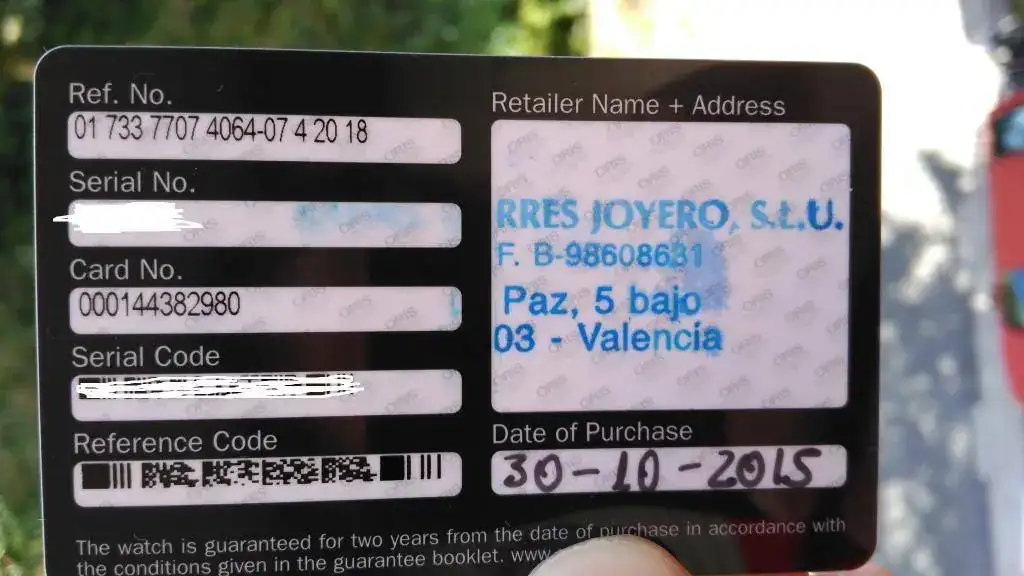 Ref. No.
01 733 7707 4064-07 4 20 18
Serial No.
Card No.
000144382980
Serial Code
Reference Code
Retailer Name + Address
RRES JOYERO, S.L.U.
F. B-98608631
Paz, 5 bajo
03 - Valencia
Date of Purchase
30-10-2015
The watch is guaranteed for two years from the date of purchase in accordance with
the conditions given in the guarantee booklet. www.